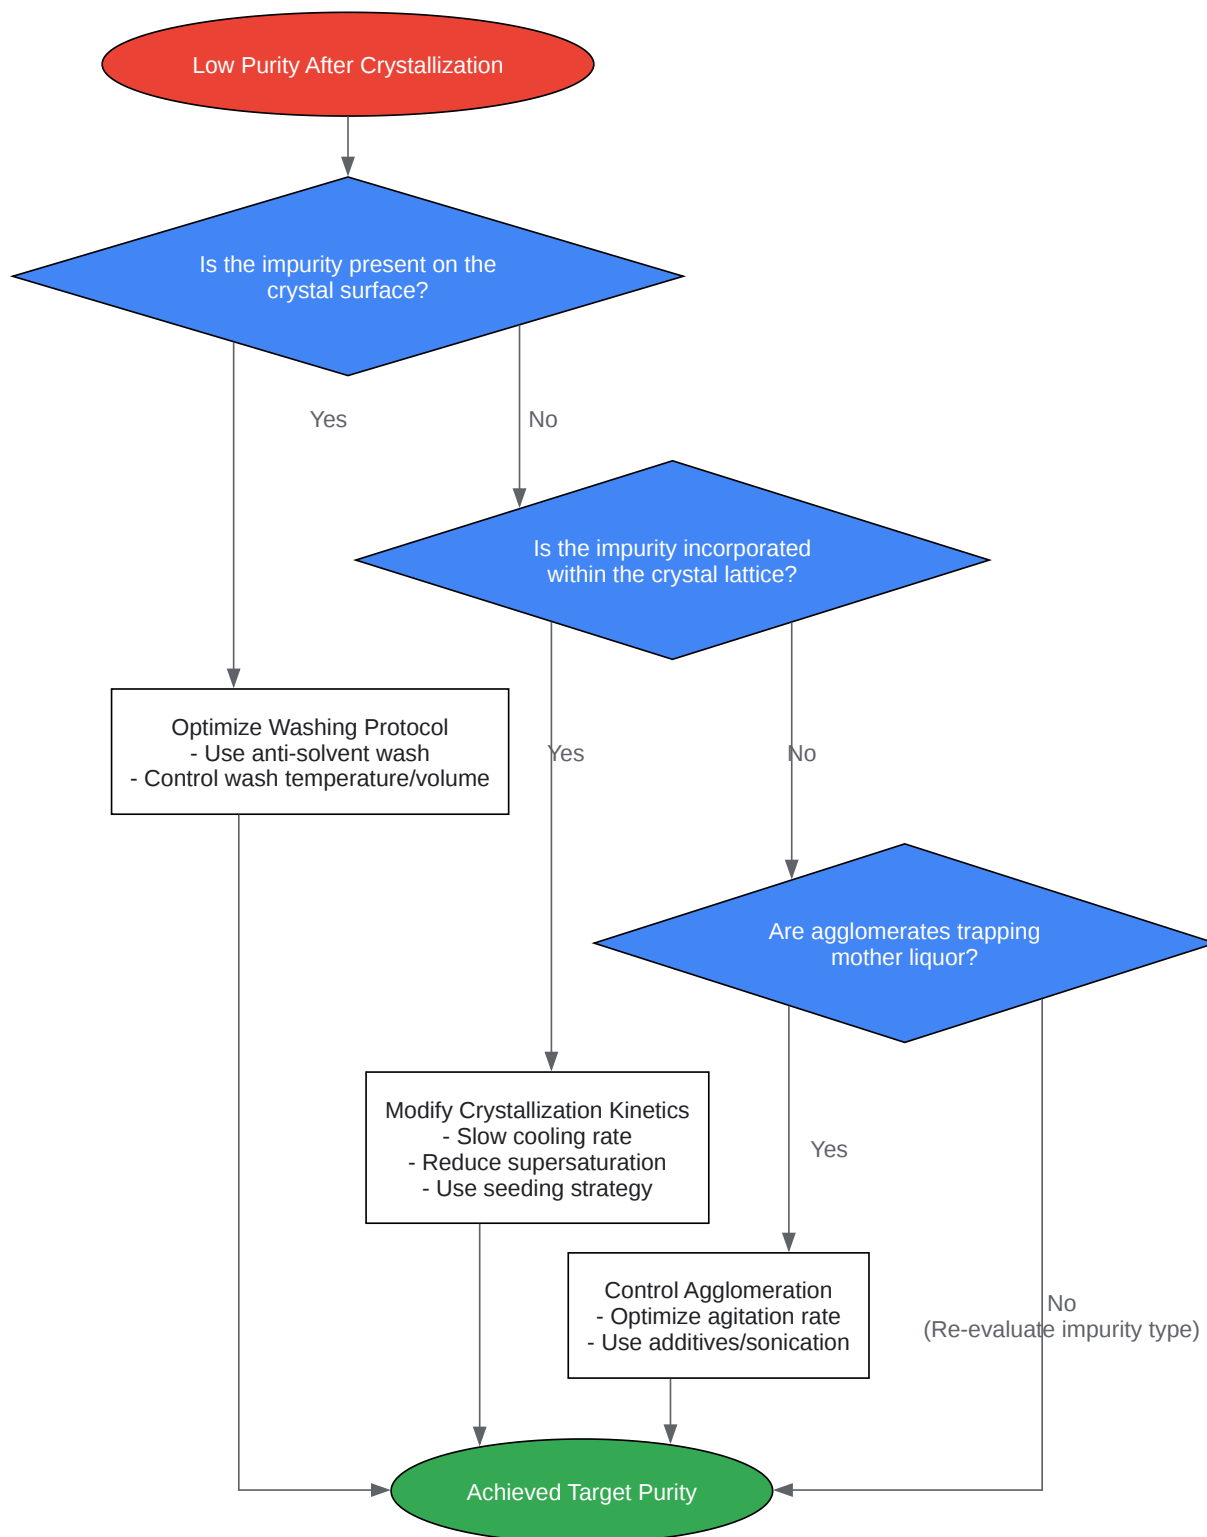 Low Purity After Crystallization
Is the impurity present on the
crystal surface?
Yes
No
Is the impurity incorporated
within the crystal lattice?
Optimize Washing Protocol
- Use anti-solvent wash
- Control wash temperature/volume
Yes
No
Are agglomerates trapping
mother liquor?
Modify Crystallization Kinetics
- Slow cooling rate
- Reduce supersaturation
- Use seeding strategy
Yes
Control Agglomeration
- Optimize agitation rate
- Use additives/sonication
No
(Re-evaluate impurity type)
Achieved Target Purity